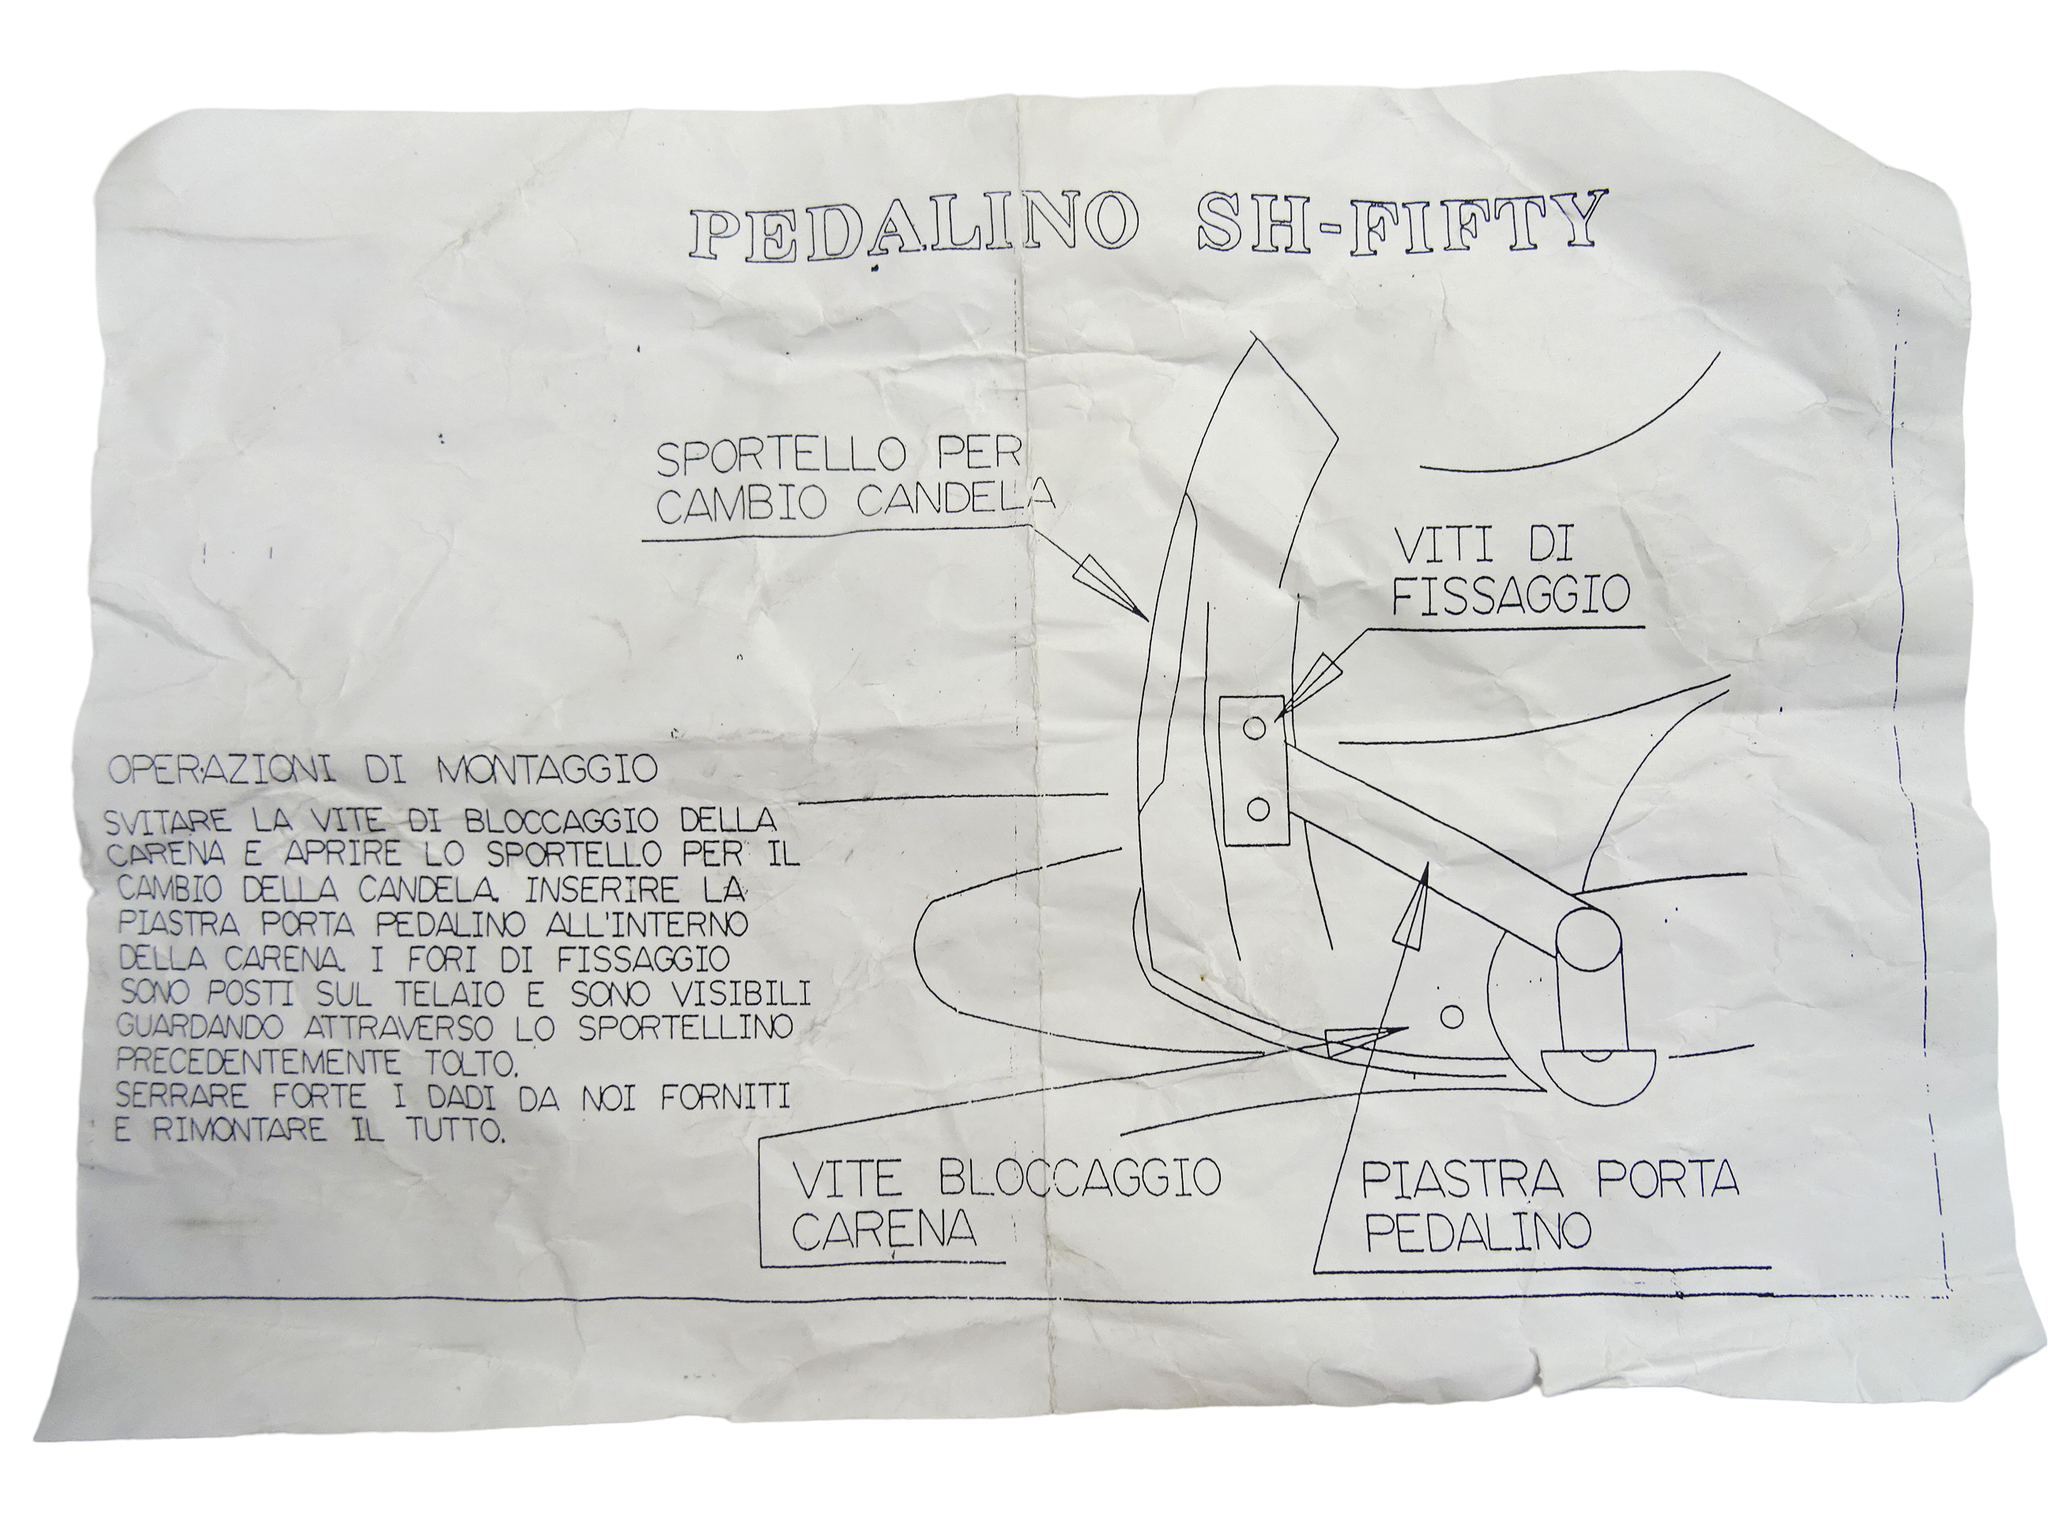 PEDALINO SH-FIFTY
SPORTELLO PER
CAMBIO CANDELA
VITI DI
FISSAGGIO
OPERAZIONI DI MONTAGGIO
SVITARE LA VITE DI BLOCCAGGIO DELLA
CARENA E APRIRE LO SPORTELLO PER IL
CAMBIO DELLA CANDELA. INSERIRE LA
PIASTRA PORTA PEDALINO ALL'INTERNO
DELLA CARENA. I FORI DI FISSAGGIO
SONO POSTI SUL TELAIO E SONO VISIBILI
GUARDANDO ATTRAVERSO LO SPORTELLINO
PRECEDENTEMENTE TOLTO.
SERRARE FORTE I DADI DA NOI FORNITI
E RIMONTARE IL TUTTO.
VITE BLOCCAGGIO
CARENA
PIASTRA PORTA
PEDALINO